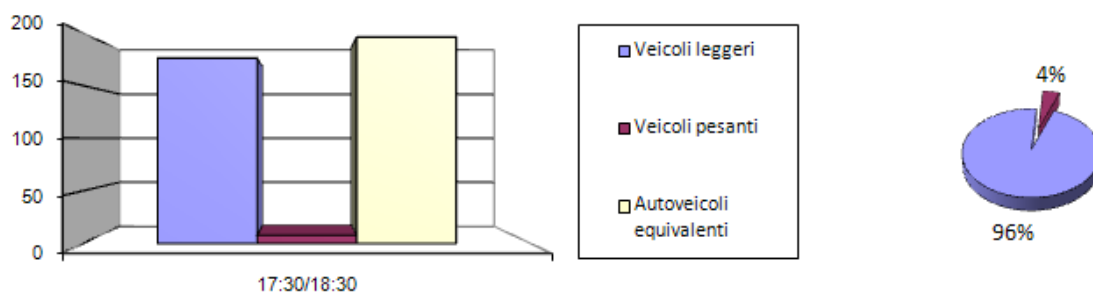 200
150
100
50
0
17:30/18:30
Veicoli leggeri
Veicoli pesanti
Autoveicoli
equivalenti
4%
96%